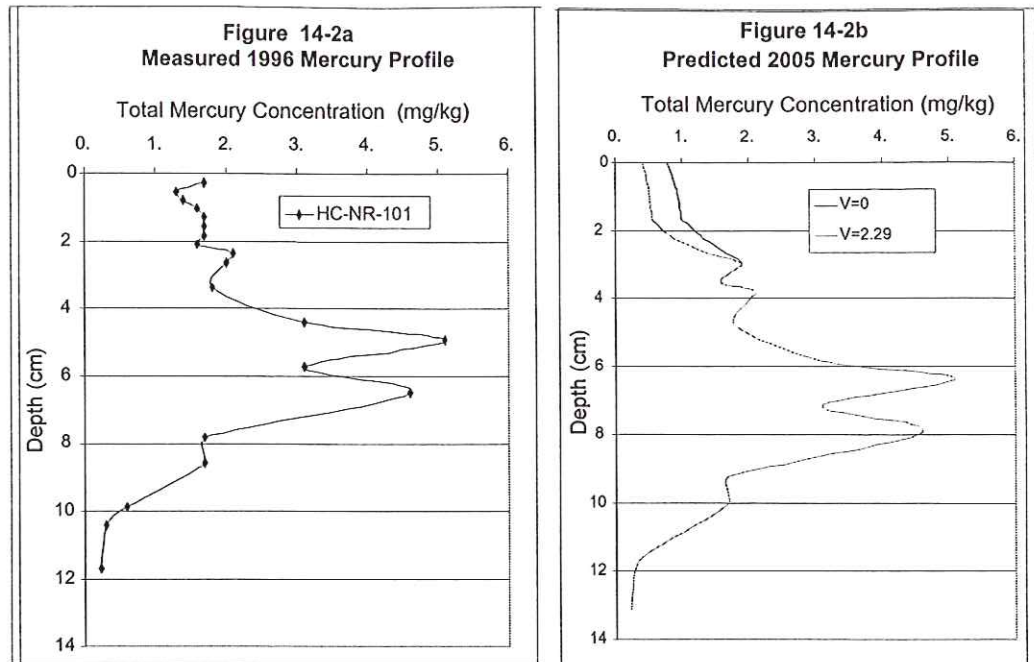 Figure 14-2a
Measured 1996 Mercury Profile
Total Mercury Concentration (mg/kg)
0. 1. 2. 3. 4. 5. 6.
0
2
4
6
8
10
12
14
Depth (cm)
HC-NR-101
Figure 14-2b
Predicted 2005 Mercury Profile
Total Mercury Concentration (mg/kg)
0. 1. 2. 3. 4. 5. 6.
0
2
4
6
8
10
12
14
Depth (cm)
V=0
V=2.29